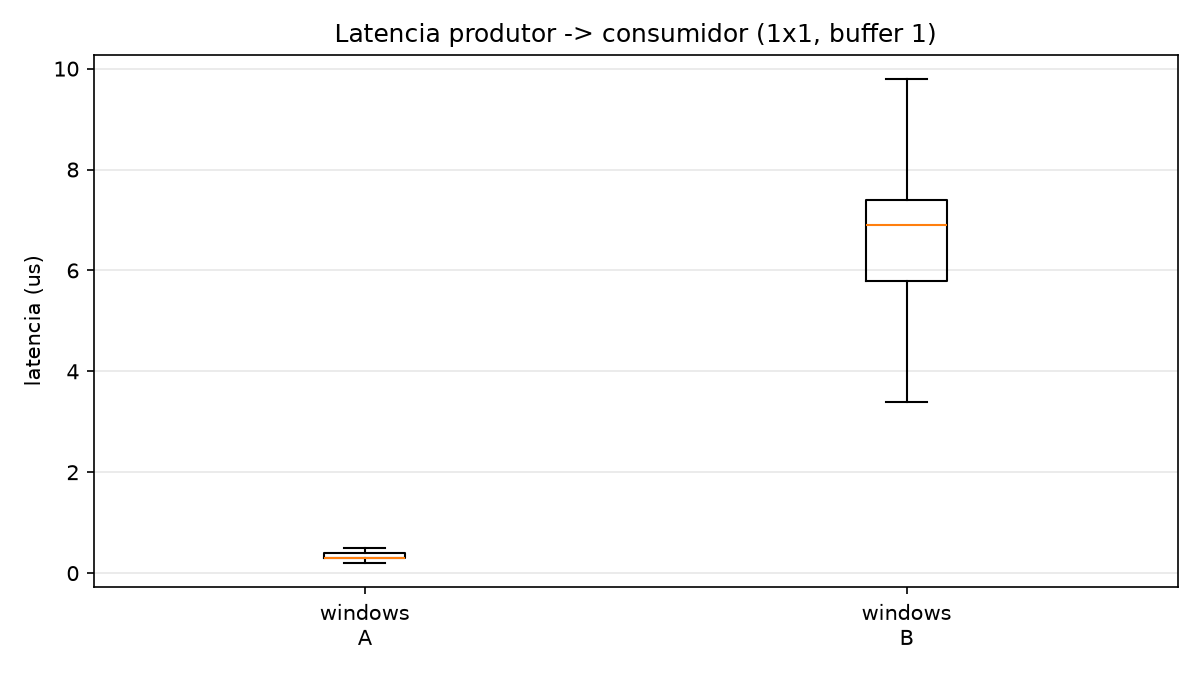 Latencia produtor -> consumidor (1x1, buffer 1)
latencia (us)
10
8
6
4
2
0
windows
A
windows
B